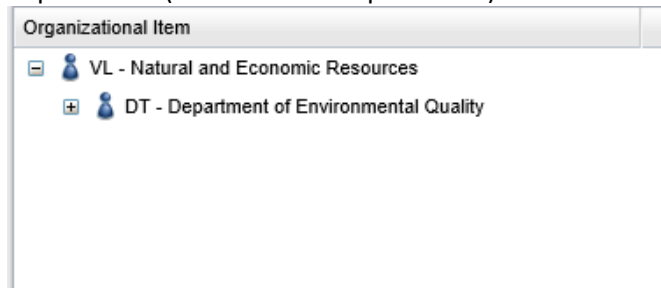 Organizational Item
VL - Natural and Economic Resources
DT - Department of Environmental Quality